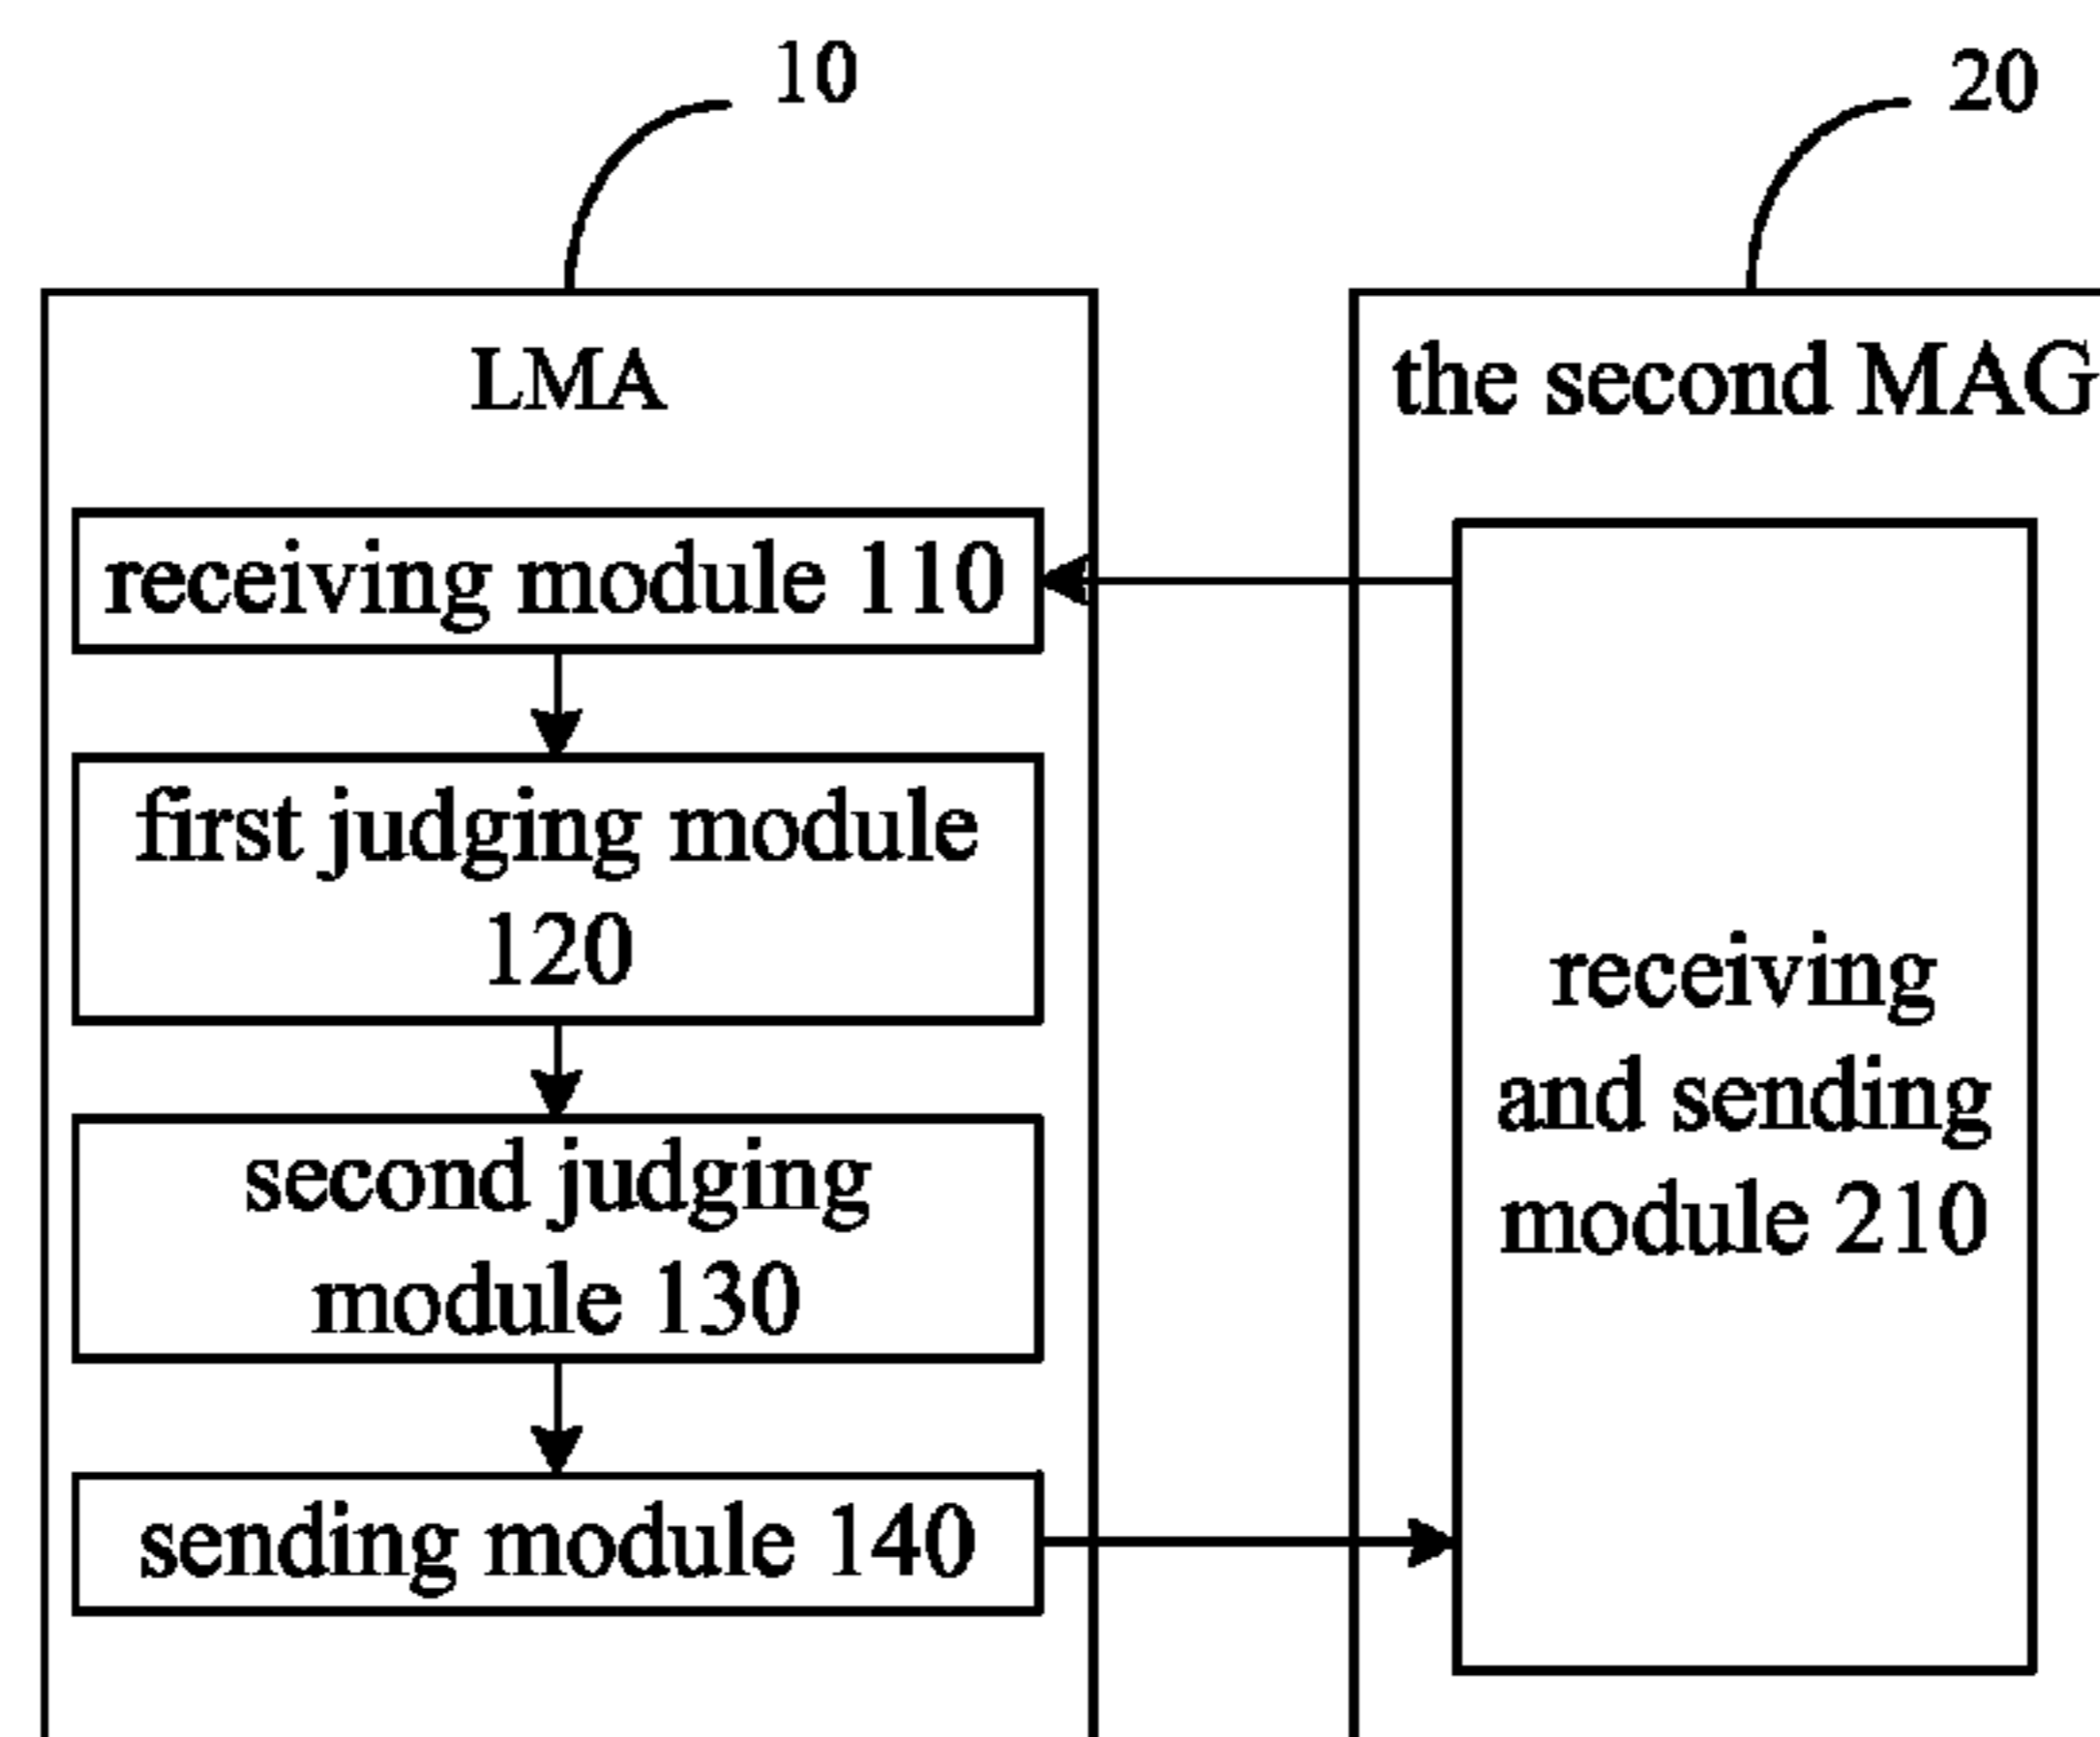 10
20
LMA
the second MAG
receiving module 110
first judging module
120
second judging
module 130
sending module 140
receiving
and sending
module 210